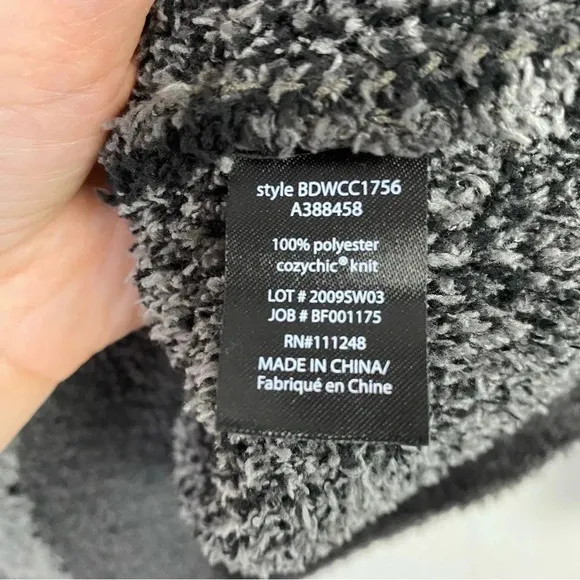 style BDWCC1756
A388458
100% polyester
cozychic® knit
LOT # 2009SW03
JOB # BF001175
RN#111248
MADE IN CHINA/
Fabriqué en Chine